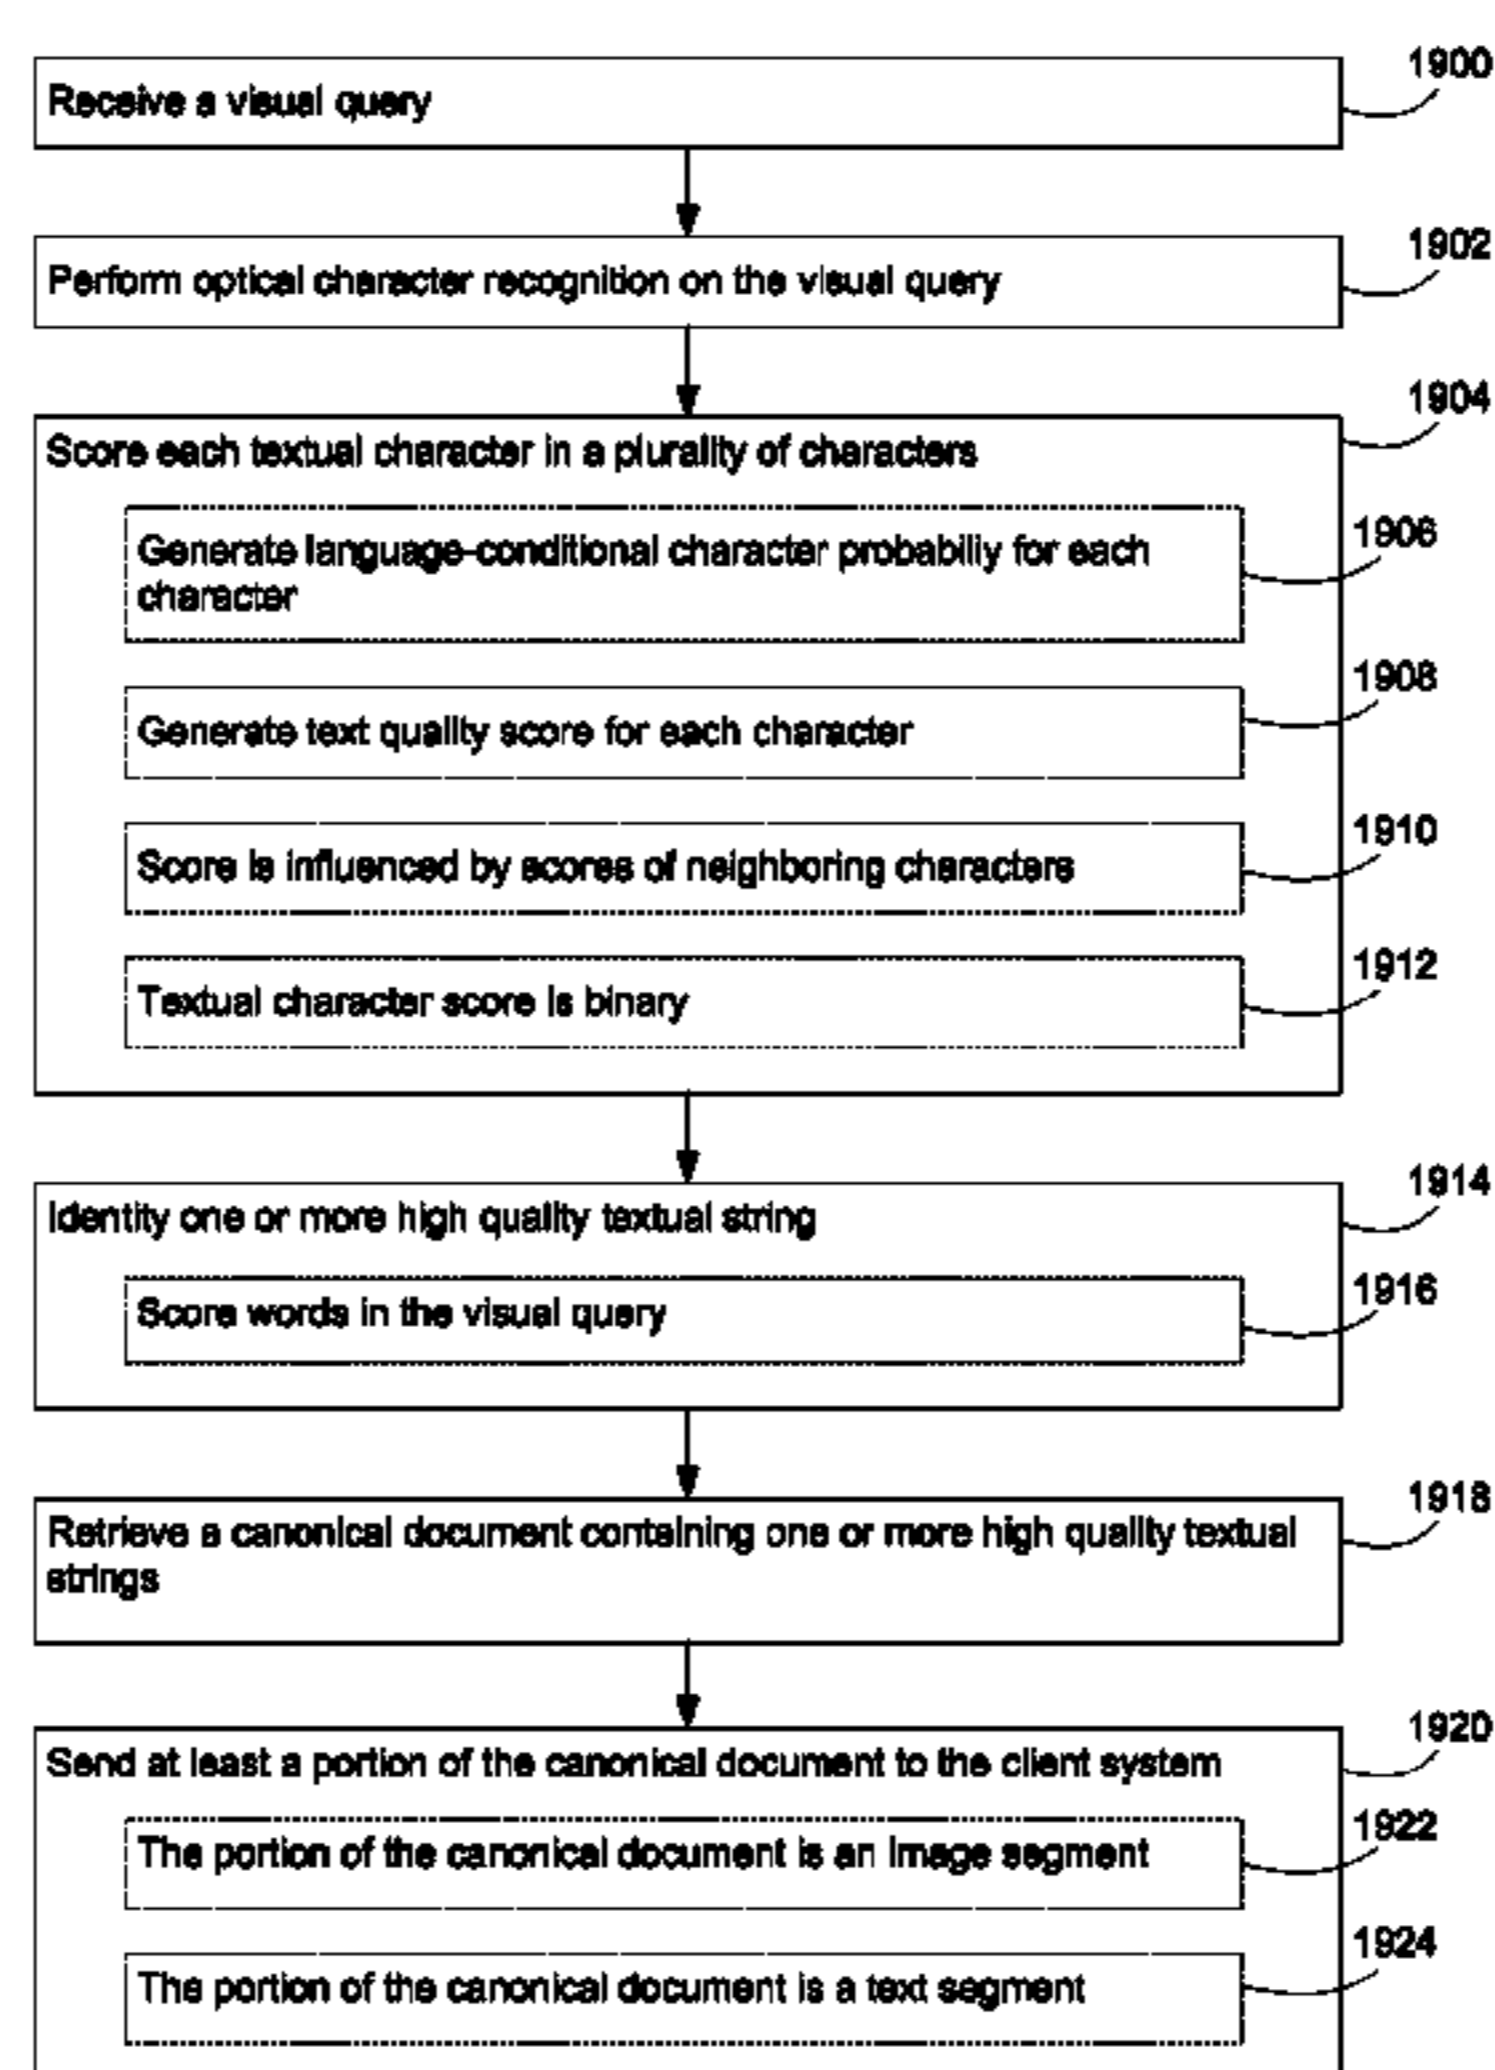 1900
Receive a visual query
1902
Perform optical character recognition on the visual query
1904
Score each textual character in a plurality of characters
1906
Generate language-conditional character probabiliy for each
character
1908
Generate text quality score for each character
1910
Score is influenced by scores of neighboring characters
1912
Textual character score is binary
1914
Identity one or more high quality textual string
1916
Score words in the visual query
1918
Retrieve a canonical document containing one or more high quality textual
strings
1920
Send at least a portion of the canonical document to the client system
1922
The portion of the canonical document is an image segment
1924
The portion of the canonical document is a text segment